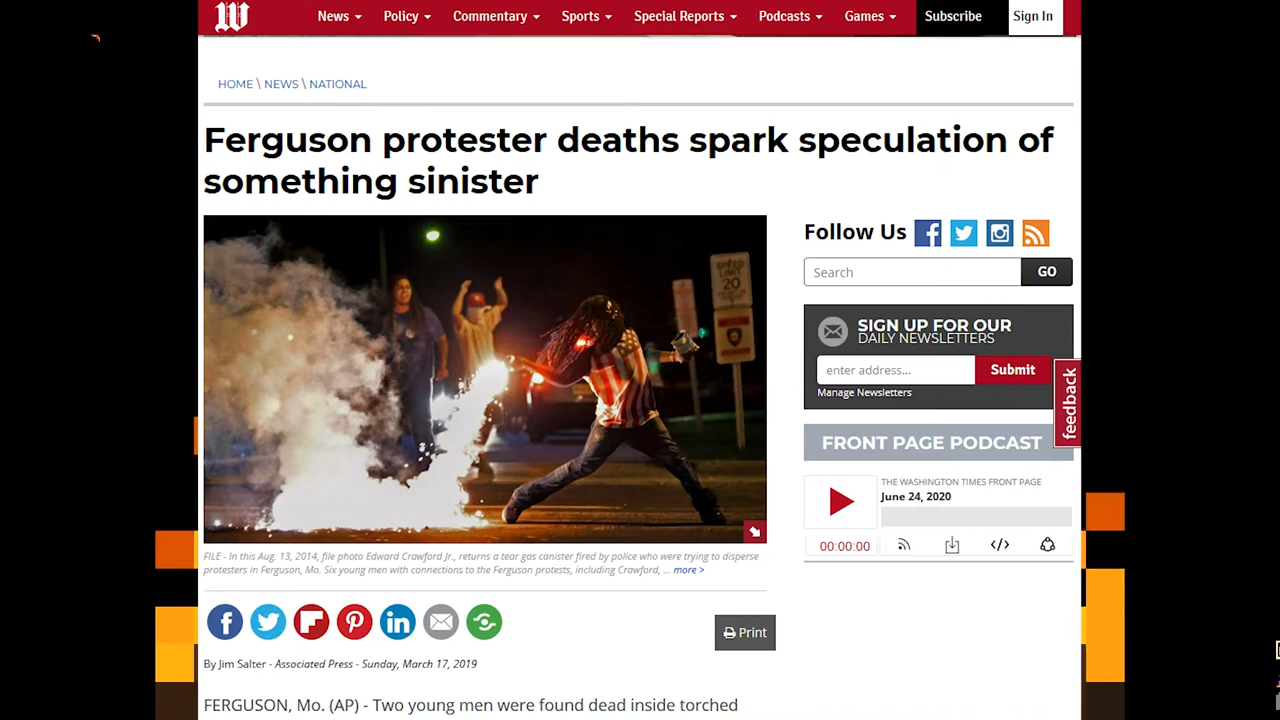 W News Policy Commentary Sports Special Reports Podcasts Games Subscribe Sign In
HOME \ NEWS \ NATIONAL
Ferguson protester deaths spark speculation of
something sinister
SPEED
LIMIT
20
FILE - In this Aug. 13, 2014, file photo Edward Crawford Jr., returns a tear gas canister fired by police who were trying to disperse
protesters in Ferguson, Mo. Six young men with connections to the Ferguson protests, including Crawford, ... more >
Print
By Jim Salter - Associated Press - Sunday, March 17, 2019
FERGUSON, Mo. (AP) - Two young men were found dead inside torched
Follow Us
Search GO
SIGN UP FOR OUR
DAILY NEWSLETTERS
enter address... Submit
Manage Newsletters
feedback
FRONT PAGE PODCAST
THE WASHINGTON TIMES FRONT PAGE
June 24, 2020
00:00:00